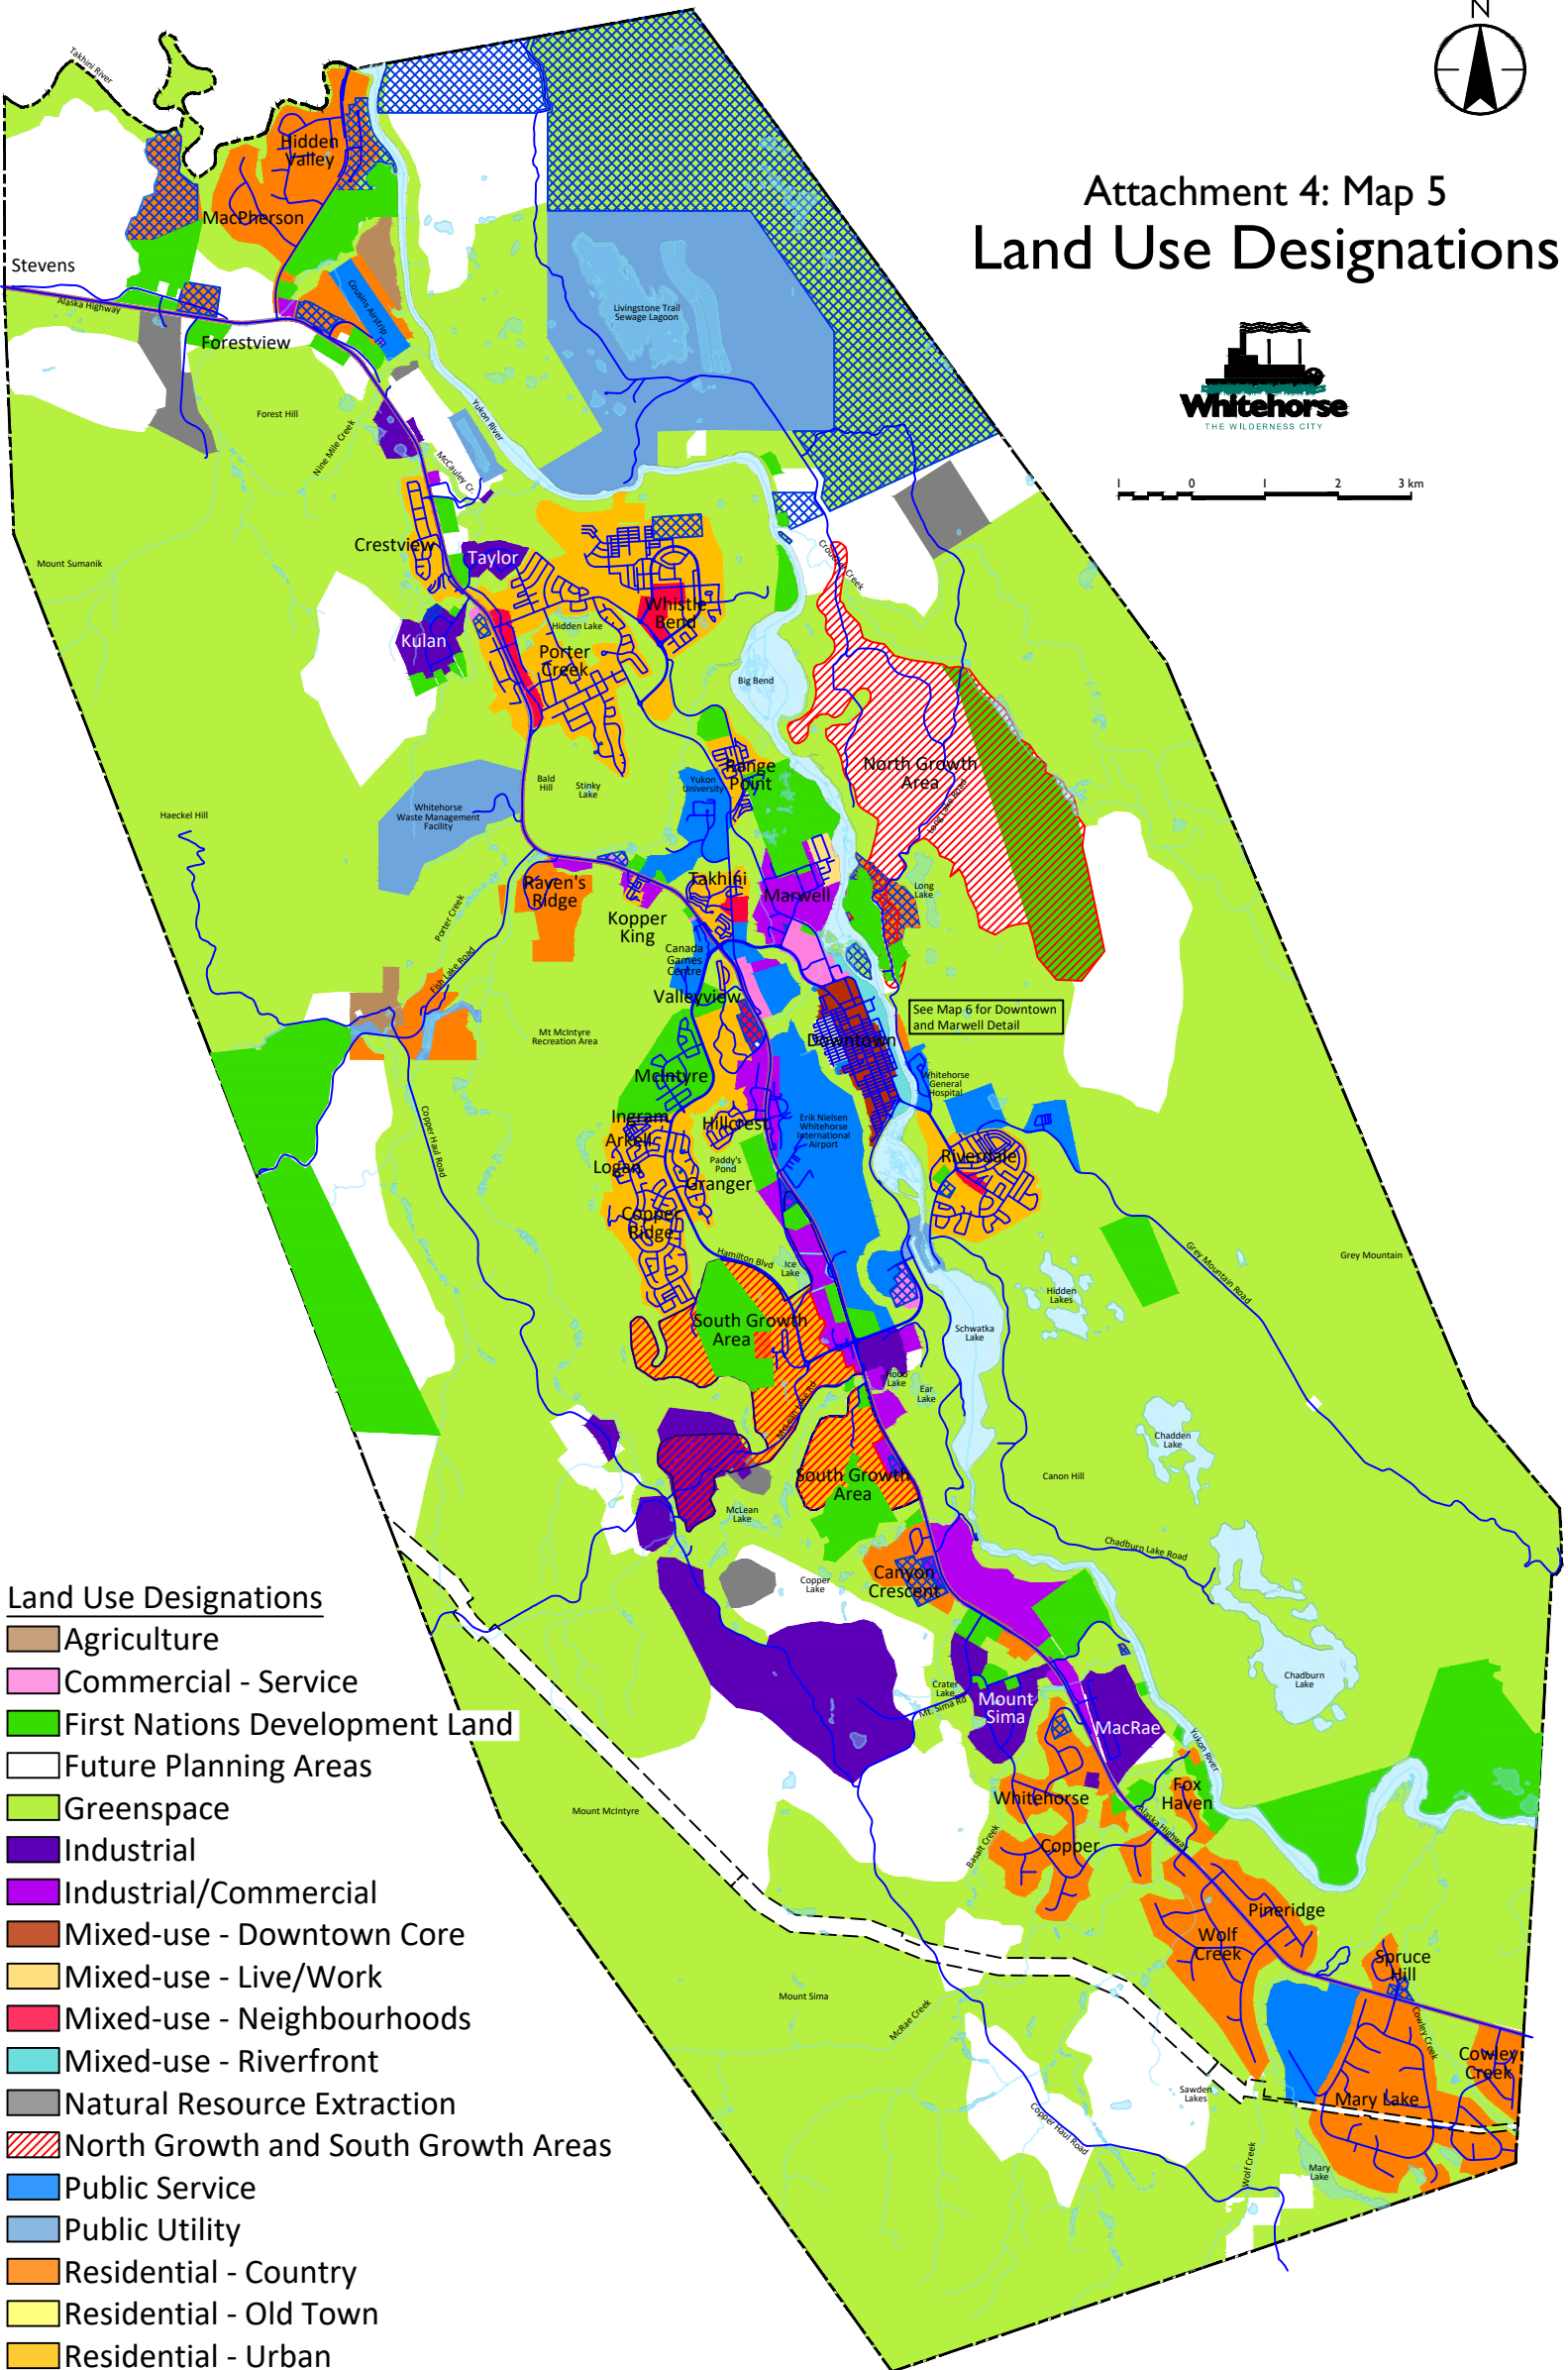 N
Attachment 4: Map 5
Land Use Designations
Whitehorse
THE WILDERNESS CITY
1 0 1 2 3 km
Takhini River
Hidden
Valley
MacPherson
Stevens
Alaska Highway
Cousins Airstrip
Forestview
Livingstone Trail
Sewage Lagoon
Forest Hill
Nine Mile Creek
Yukon River
McCauley Cr.
Crestview
Taylor
Mount Sumanik
Croucher Creek
Whistle
Bend
Hidden Lake
Kulan
Porter
Creek
Big Bend
North Growth
Area
Long Lake Road
Range
Point
Yukon
University
Bald
Hill
Stinky
Lake
Haeckel Hill
Whitehorse
Waste Management
Facility
Raven's
Ridge
Takhini
Marwell
Long
Lake
Kopper
King
Porter Creek
Fish Lake Road
Canada
Games
Centre
Valleyview
See Map 6 for Downtown
and Marwell Detail
Mt McIntyre
Recreation Area
Downtown
McIntyre
Whitehorse
General
Hospital
Copper Haul Road
Ingram
Arkell
Hillcrest
Erik Nielsen
Whitehorse
International
Airport
Logan
Paddy's
Pond
Granger
Riverdale
Copper
Ridge
Hamilton Blvd
Ice
Lake
Grey Mountain Road
Grey Mountain
Hidden
Lakes
South Growth
Area
Schwatka
Lake
Hobo
Lake
Ear
Lake
McLean Lake Rd
Chadden
Lake
South Growth
Area
Canon Hill
McLean
Lake
Chadburn Lake Road
Copper
Lake
Canyon
Crescent
Chadburn
Lake
Crater
Lake
Mt. Sima Rd
Mount
Sima
MacRae
Yukon River
Fox
Haven
Whitehorse
Copper
Alaska Highway
Mount McIntyre
Basalt Creek
Pineridge
Wolf
Creek
Spruce
Hill
Mount Sima
McRae Creek
Cowley Creek
Cowley
Creek
Mary Lake
Sawden
Lakes
Copper Haul Road
Wolf Creek
Mary
Lake
Land Use Designations
Agriculture
Commercial - Service
First Nations Development Land
Future Planning Areas
Greenspace
Industrial
Industrial/Commercial
Mixed-use - Downtown Core
Mixed-use - Live/Work
Mixed-use - Neighbourhoods
Mixed-use - Riverfront
Natural Resource Extraction
North Growth and South Growth Areas
Public Service
Public Utility
Residential - Country
Residential - Old Town
Residential - Urban